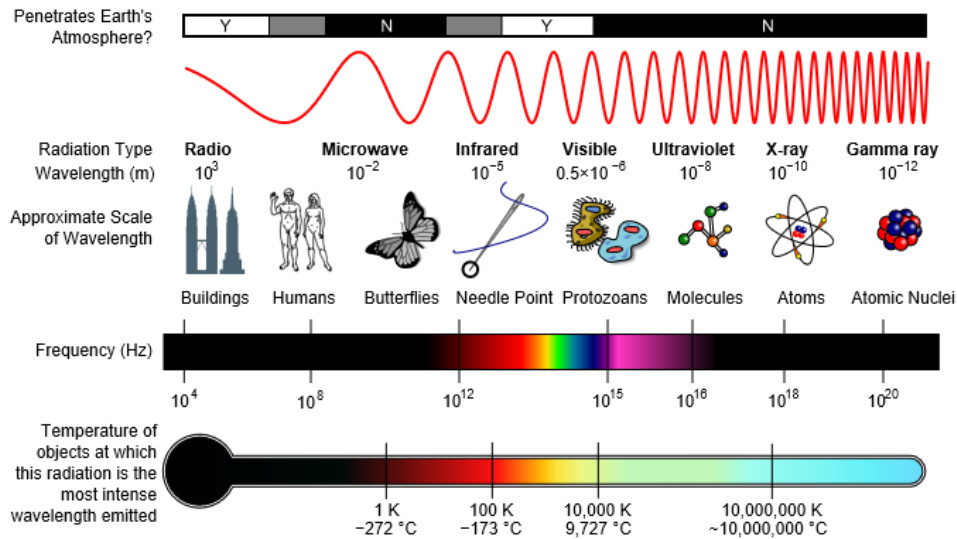 Penetrates Earth's
Atmosphere?
Y N Y N
Radiation Type
Radio Microwave Infrared Visible Ultraviolet X-ray Gamma ray
Wavelength (m)
10³ 10⁻² 10⁻⁵ 0.5×10⁻⁶ 10⁻⁸ 10⁻¹⁰ 10⁻¹²
Approximate Scale
of Wavelength
Buildings Humans Butterflies Needle Point Protozoans Molecules Atoms Atomic Nuclei
Frequency (Hz)
10⁴ 10⁸ 10¹² 10¹⁵ 10¹⁶ 10¹⁸ 10²⁰
Temperature of
objects at which
this radiation is the
most intense
wavelength emitted
1 K 100 K 10,000 K 10,000,000 K
−272 °C −173 °C 9,727 °C ~10,000,000 °C